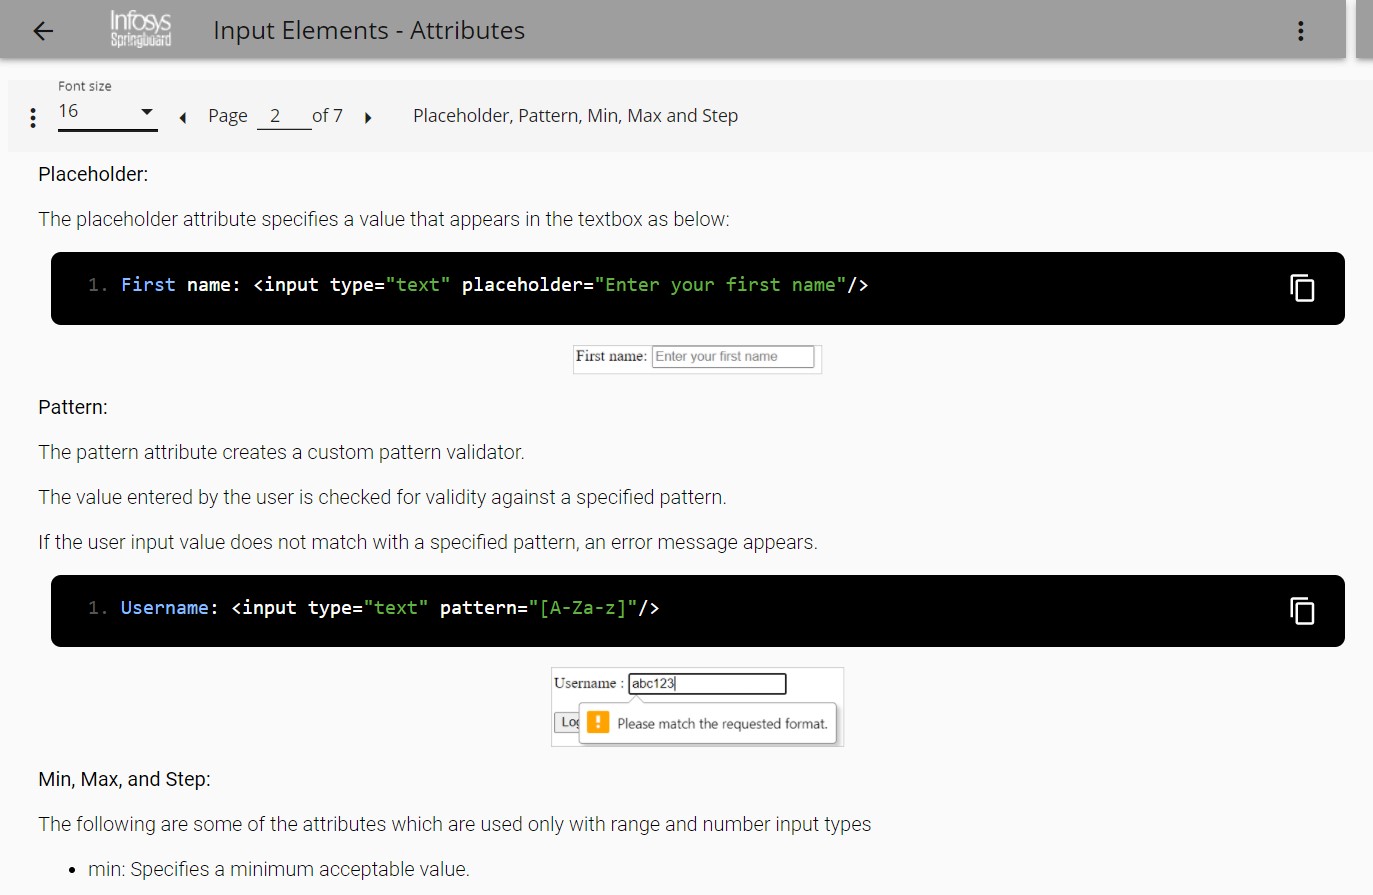 Infosys
Springboard
Input Elements - Attributes
Font size
16
Page 2 of 7
Placeholder, Pattern, Min, Max and Step
Placeholder:
The placeholder attribute specifies a value that appears in the textbox as below:
1. First name: <input type="text" placeholder="Enter your first name"/>
First name: Enter your first name
Pattern:
The pattern attribute creates a custom pattern validator.
The value entered by the user is checked for validity against a specified pattern.
If the user input value does not match with a specified pattern, an error message appears.
1. Username: <input type="text" pattern="[A-Za-z]"/>
Username : abc123
Log
Please match the requested format.
Min, Max, and Step:
The following are some of the attributes which are used only with range and number input types
• min: Specifies a minimum acceptable value.